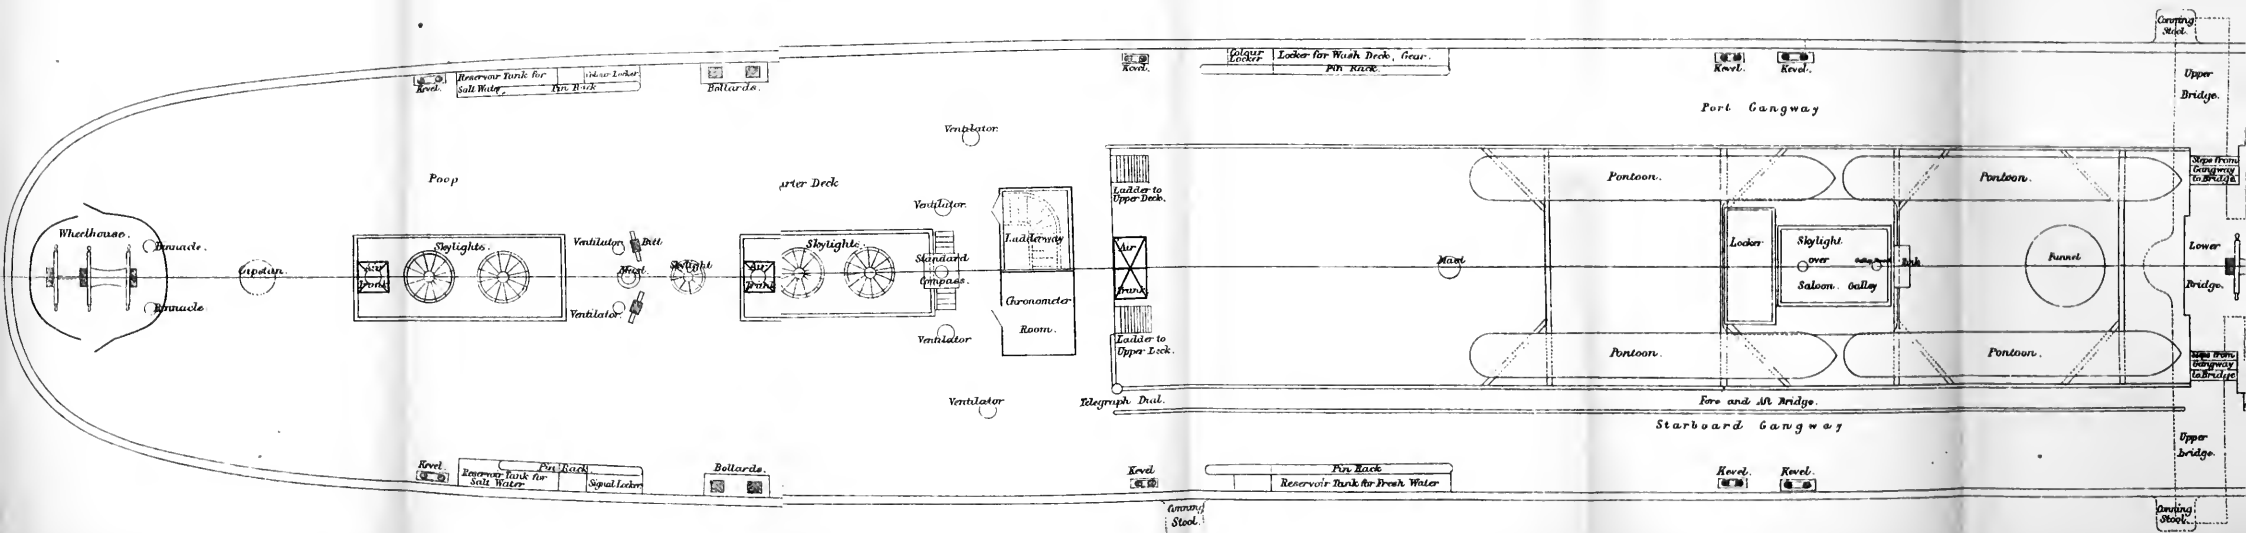 Conning
Stool.
Colour
Locker
Locker for Wash Deck, Gear.
Pin Rack.
Kevel.
Kevel.
Kevel.
Reservoir Tank for
Salt Water
Colour Locker
Pin Rack
Kevel.
Bollards.
Upper
Bridge.
Port Gangway
Ventilator.
Poop
arter Deck
Ladder to
Upper Deck.
Pontoon.
Pontoon.
Steps from
Gangway
to Bridge
Wheelhouse.
Binnacle.
Skylights.
Ventilator
Bitt
Skylights
Ventilator.
Ladderway
Air
Trunk
Locker
Skylight
over
Saloon. Galley
Tank
Funnel
Lower
Bridge.
Capstan.
Air
Trunk
Mast.
Skylight
Air
Trunk
Standard
Compass.
Mast
Binnacle.
Ventilator.
Chronometer
Room.
Ventilator
Ladder to
Upper Deck.
Pontoon.
Pontoon.
Steps from
Gangway
to Bridge
Ventilator
Telegraph Dial.
Fore and Aft Bridge.
Starboard Gangway
Upper
bridge.
Kevel.
Pin Rack.
Reservoir Tank for
Salt Water
Signal Locker
Bollards.
Kevel
Pin Rack
Reservoir Tank for Fresh Water
Kevel.
Kevel.
Conning
Stool.
Conning
Stool.